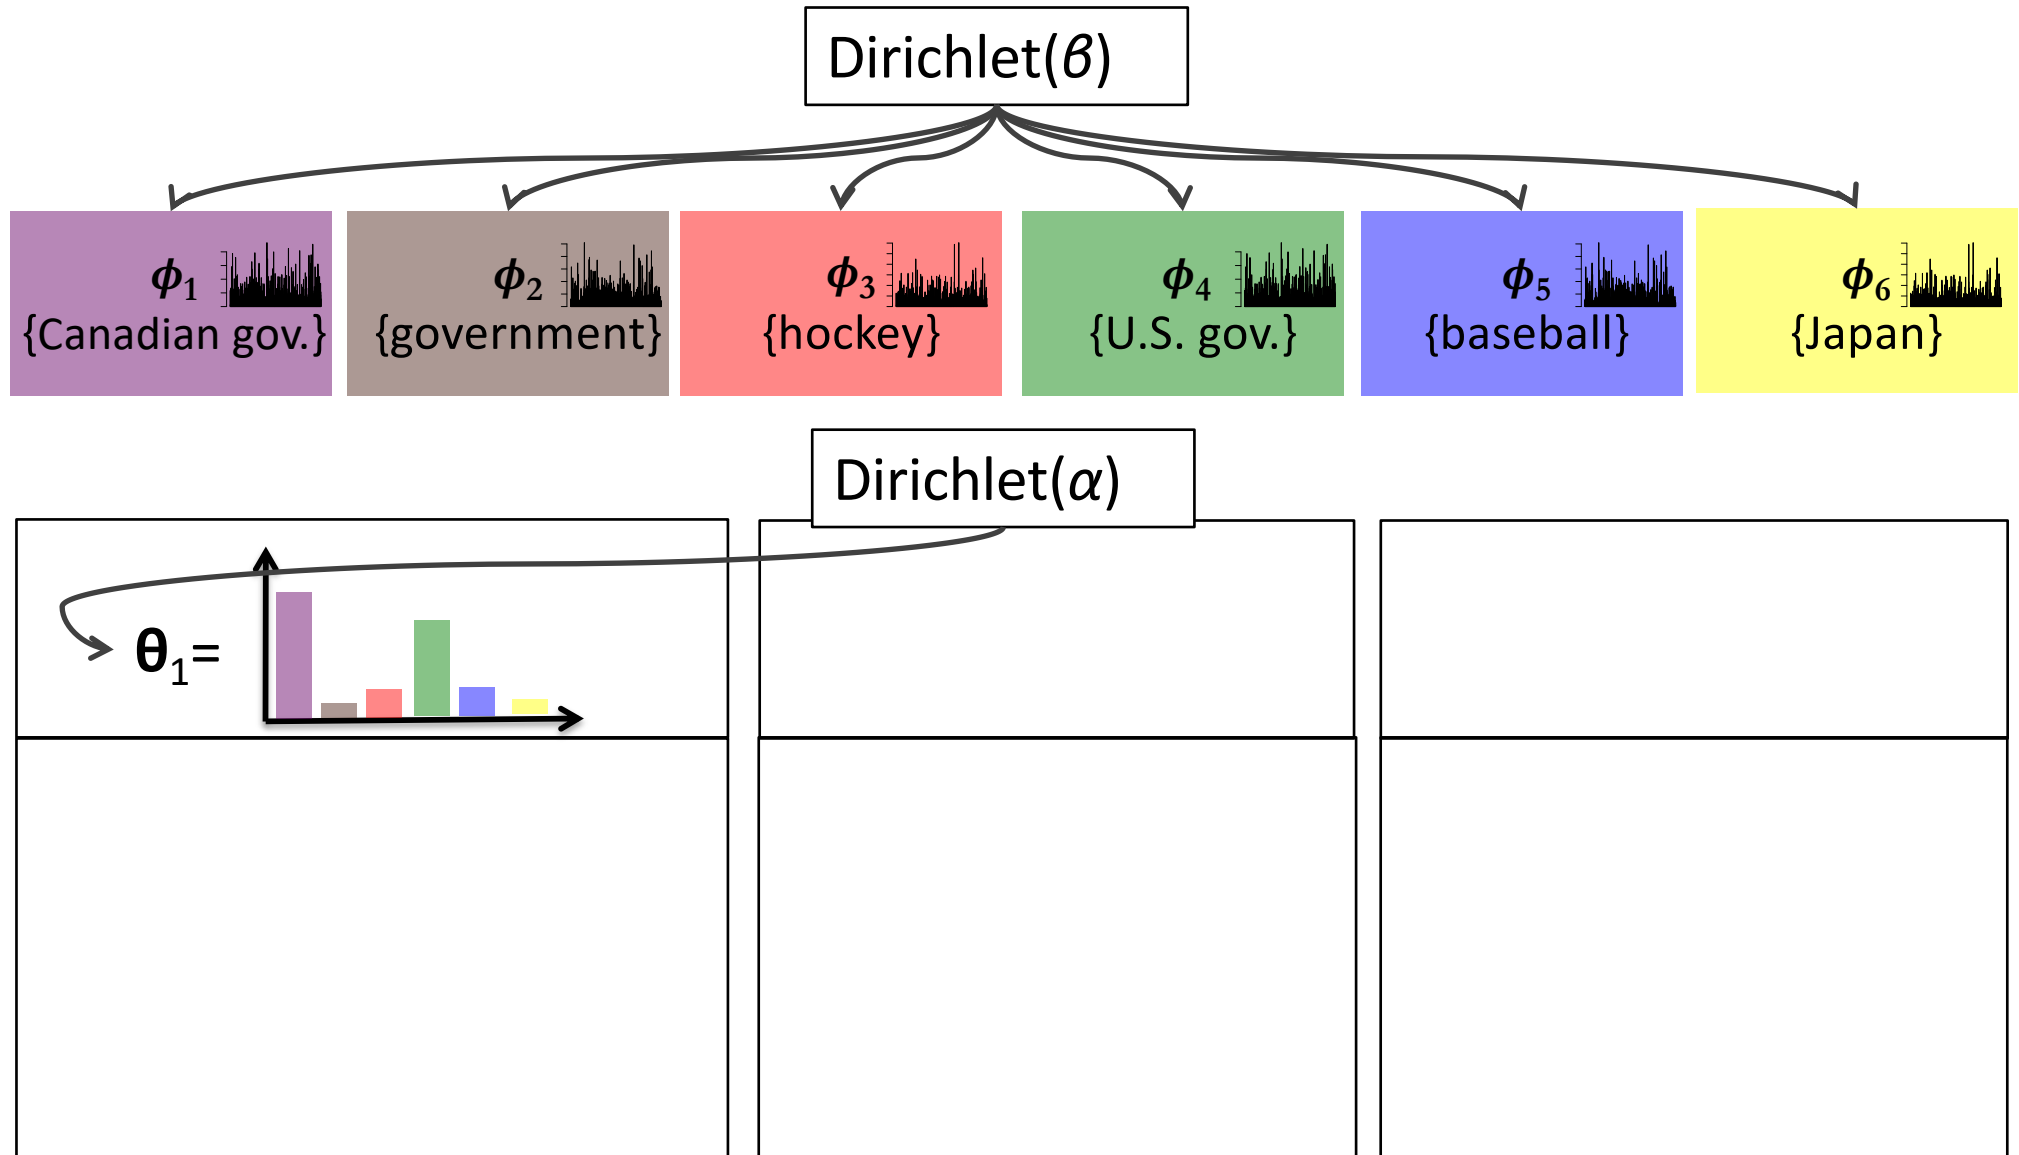 Dirichlet(β)
ϕ1 ϕ2 ϕ3 ϕ4 ϕ5 ϕ6
{Canadian gov.} {government} {hockey} {U.S. gov.} {baseball} {Japan}
Dirichlet(α)
θ1=